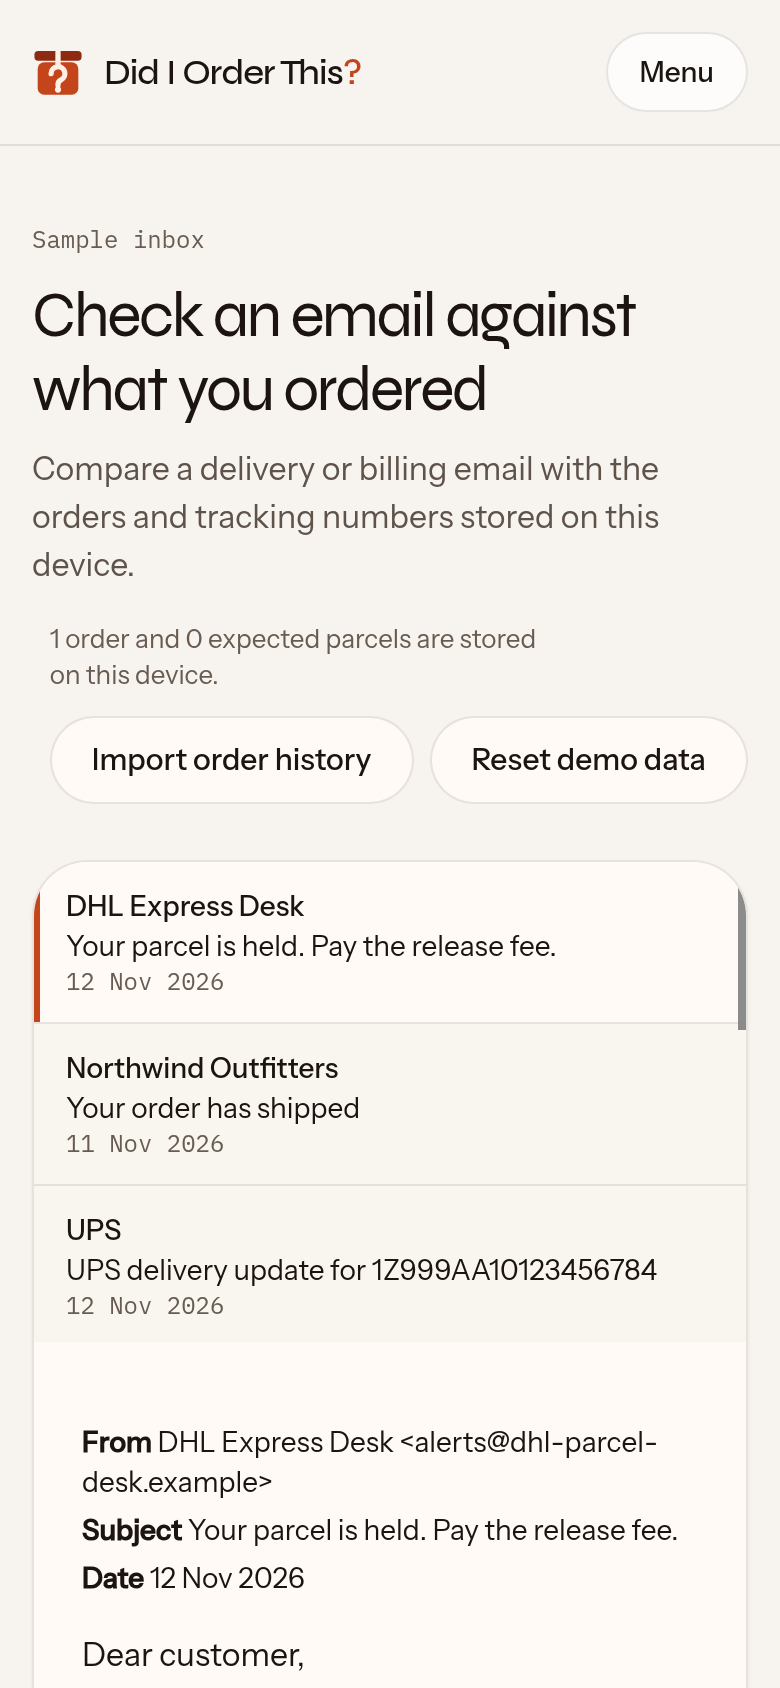 Did I Order This?
Menu
Sample inbox
Check an email against
what you ordered
Compare a delivery or billing email with the
orders and tracking numbers stored on this
device.
1 order and 0 expected parcels are stored
on this device.
Import order history
Reset demo data
DHL Express Desk
Your parcel is held. Pay the release fee.
12 Nov 2026
Northwind Outfitters
Your order has shipped
11 Nov 2026
UPS
UPS delivery update for 1Z999AA10123456784
12 Nov 2026
From DHL Express Desk <alerts@dhl-parcel-
desk.example>
Subject Your parcel is held. Pay the release fee.
Date 12 Nov 2026
Dear customer,